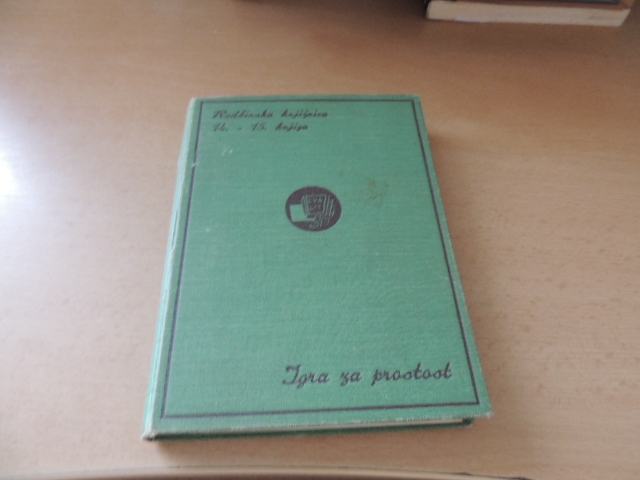 Rodbinska knjižnica
14. - 15. knjiga
Igra za prostost